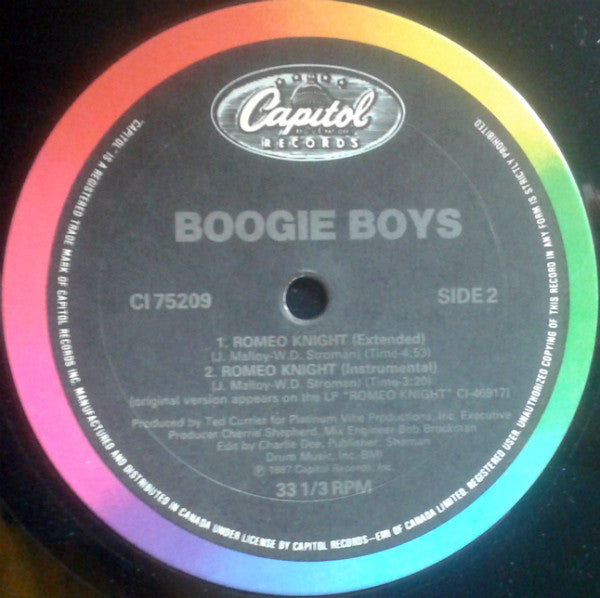 Capitol
RECORDS
BOOGIE BOYS
CI 75209
SIDE 2
1. ROMEO KNIGHT (Extended)
(J. Malloy-W.D. Stroman) (Time-4:53)
2. ROMEO KNIGHT (Instrumental)
(J. Malloy-W.D. Stroman) (Time-3:20)
(original version appears on the LP "ROMEO KNIGHT" CI-46917)
Produced by Ted Currier for Platinum Vibe Productions, Inc. Executive
Producer Cheme Shepherd, Mix Engineer Bob Brockman
Edit by Charlie Dee, Publisher, Shaman
Drum Music, Inc. BMI
℗ 1987 Capitol Records, Inc.
33 1/3 RPM
"CAPITOL" IS A REGISTERED TRADE MARK OF CAPITOL RECORDS INC. MANUFACTURED AND DISTRIBUTED IN CANADA UNDER LICENSE BY CAPITOL RECORDS—EMI OF CANADA LIMITED. REGISTERED USER. UNAUTHORIZED COPYING OF THIS RECORD IN ANY FORM IS STRICTLY PROHIBITED.